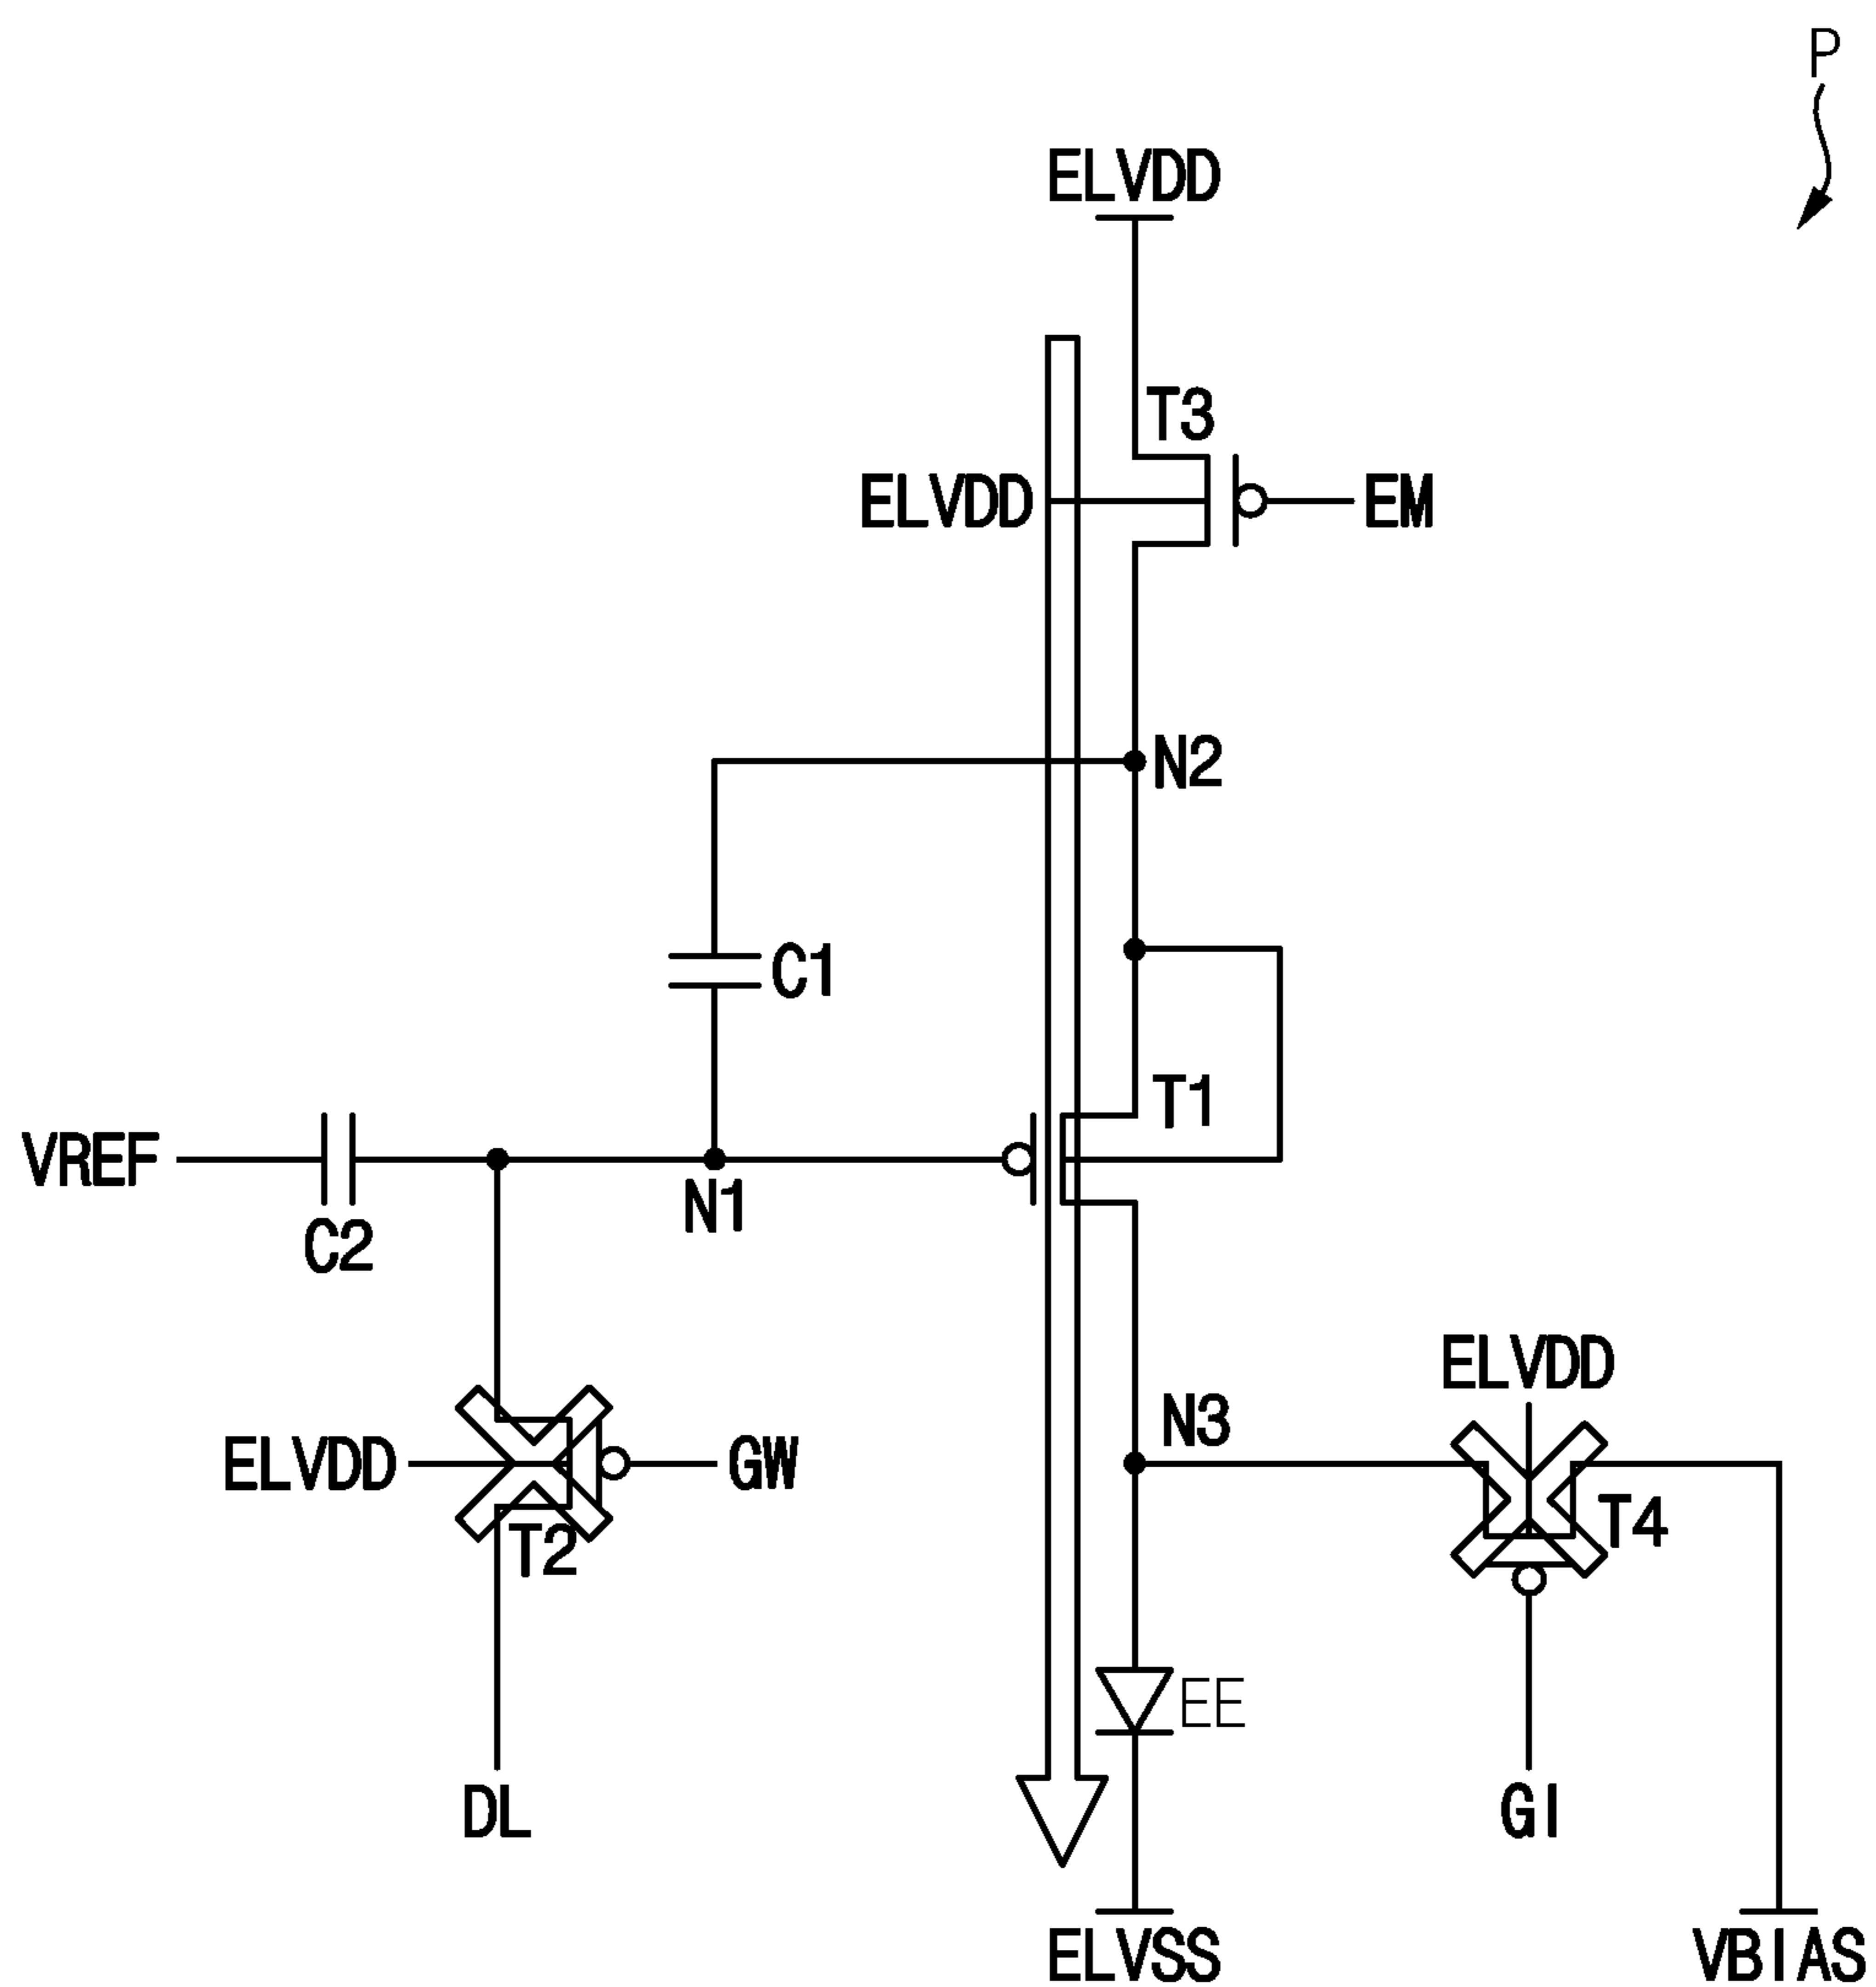 P
ELVDD
T3
ELVDD
EM
N2
C1
T1
VREF
N1
C2
ELVDD
N3
ELVDD
GW
T4
T2
EE
DL
GI
ELVSS
VBIAS